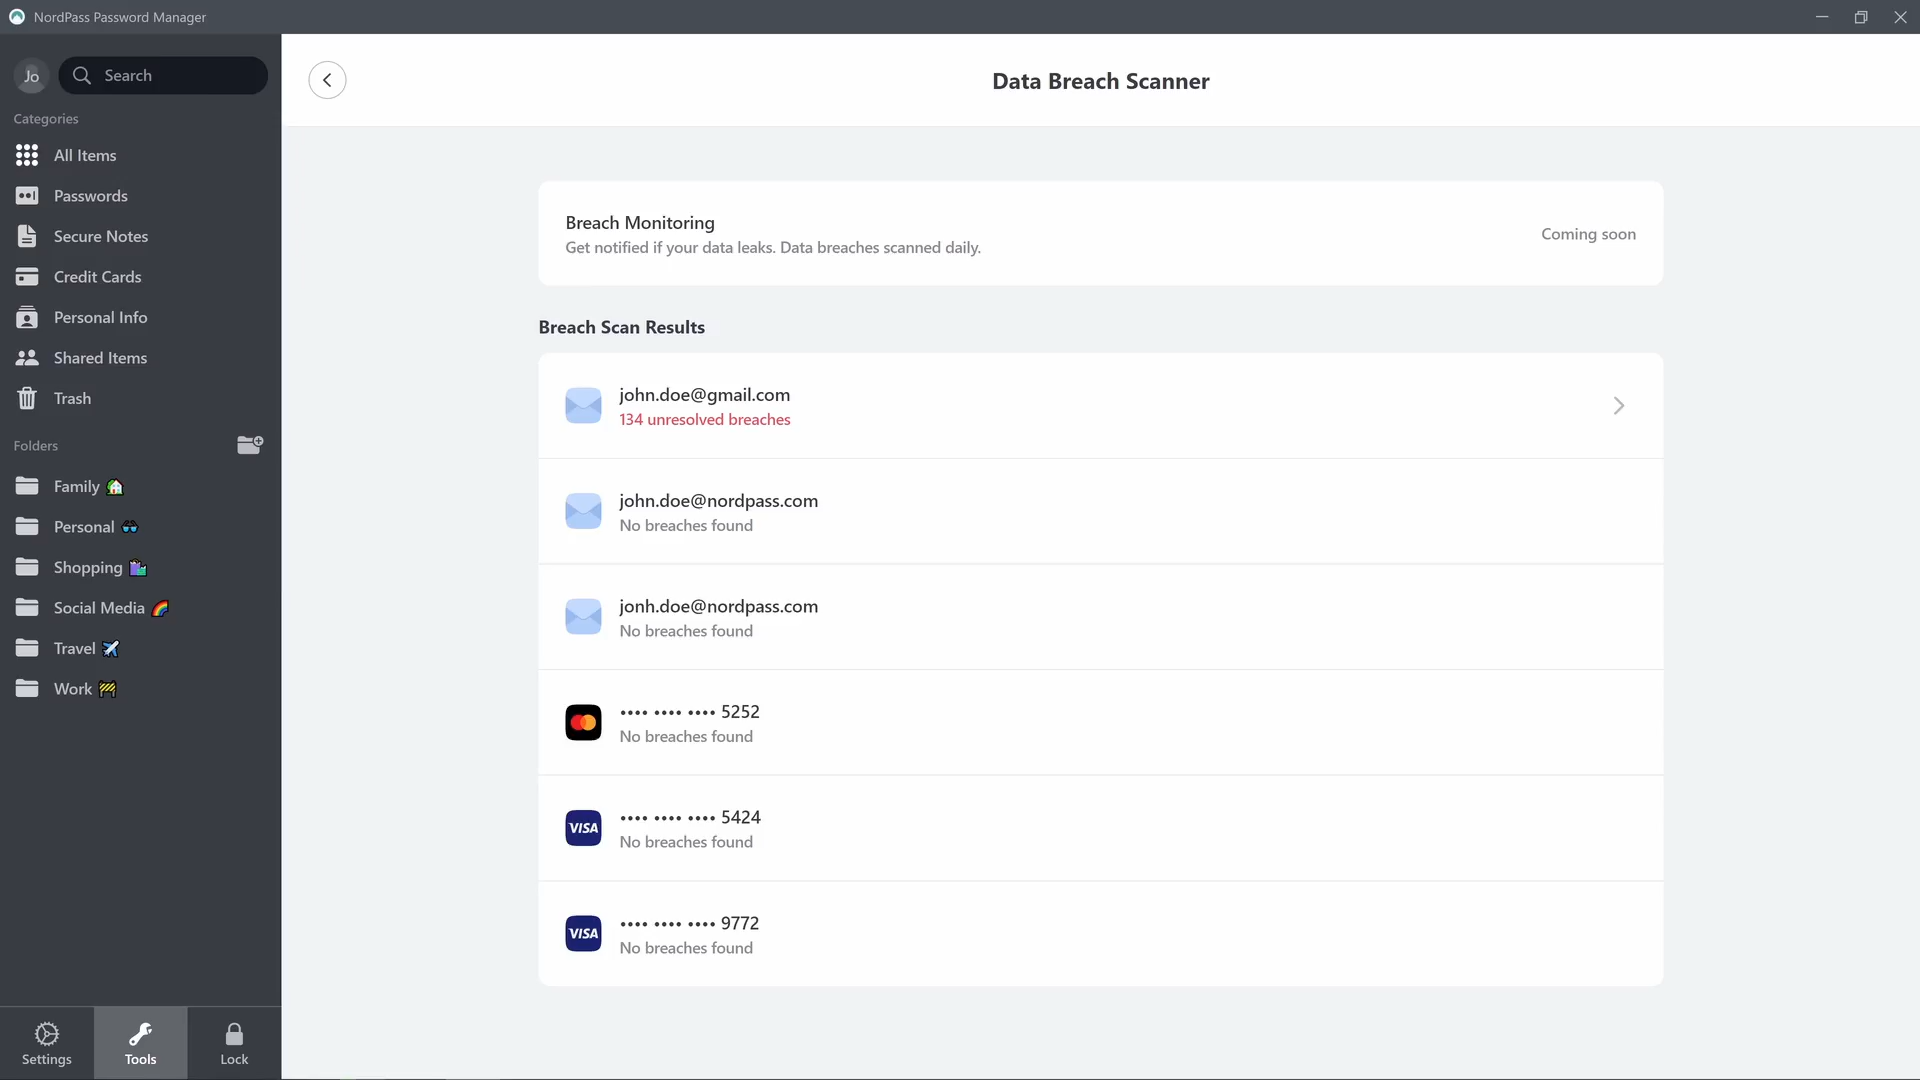 NordPass Password Manager
Jo
Search
Categories
All Items
Passwords
Secure Notes
Credit Cards
Personal Info
Shared Items
Trash
Folders
Family
Personal
Shopping
Social Media
Travel
Work
Settings
Tools
Lock
Data Breach Scanner
Breach Monitoring
Get notified if your data leaks. Data breaches scanned daily.
Coming soon
Breach Scan Results
john.doe@gmail.com
134 unresolved breaches
john.doe@nordpass.com
No breaches found
jonh.doe@nordpass.com
No breaches found
•••• •••• •••• 5252
No breaches found
VISA
•••• •••• •••• 5424
No breaches found
VISA
•••• •••• •••• 9772
No breaches found